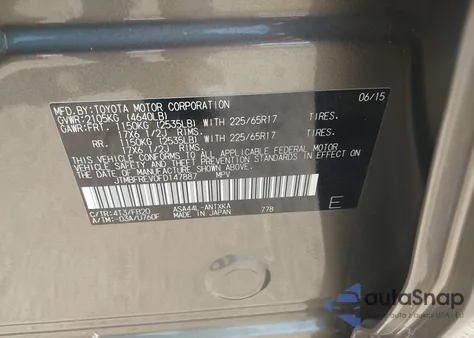 MFD.BY:TOYOTA MOTOR CORPORATION 06/15
GVWR:2105KG (4640LB)
GAWR:FRT. 1150KG (2535LB) WITH 225/65R17 TIRES.
17X6 1/2J RIMS.
RR. 1150KG (2535LB) WITH 225/65R17 TIRES.
17X6 1/2J RIMS.
THIS VEHICLE CONFORMS TO ALL APPLICABLE FEDERAL MOTOR
VEHICLE SAFETY AND THEFT PREVENTION STANDARDS IN EFFECT ON
THE DATE OF MANUFACTURE SHOWN ABOVE.
JTMBFREV0FD147887 MPV
C/TR:4T3/FB20 ASA44L-ANTXKA
A/TM:-03A/U760F MADE IN JAPAN 778 E
autoSnap